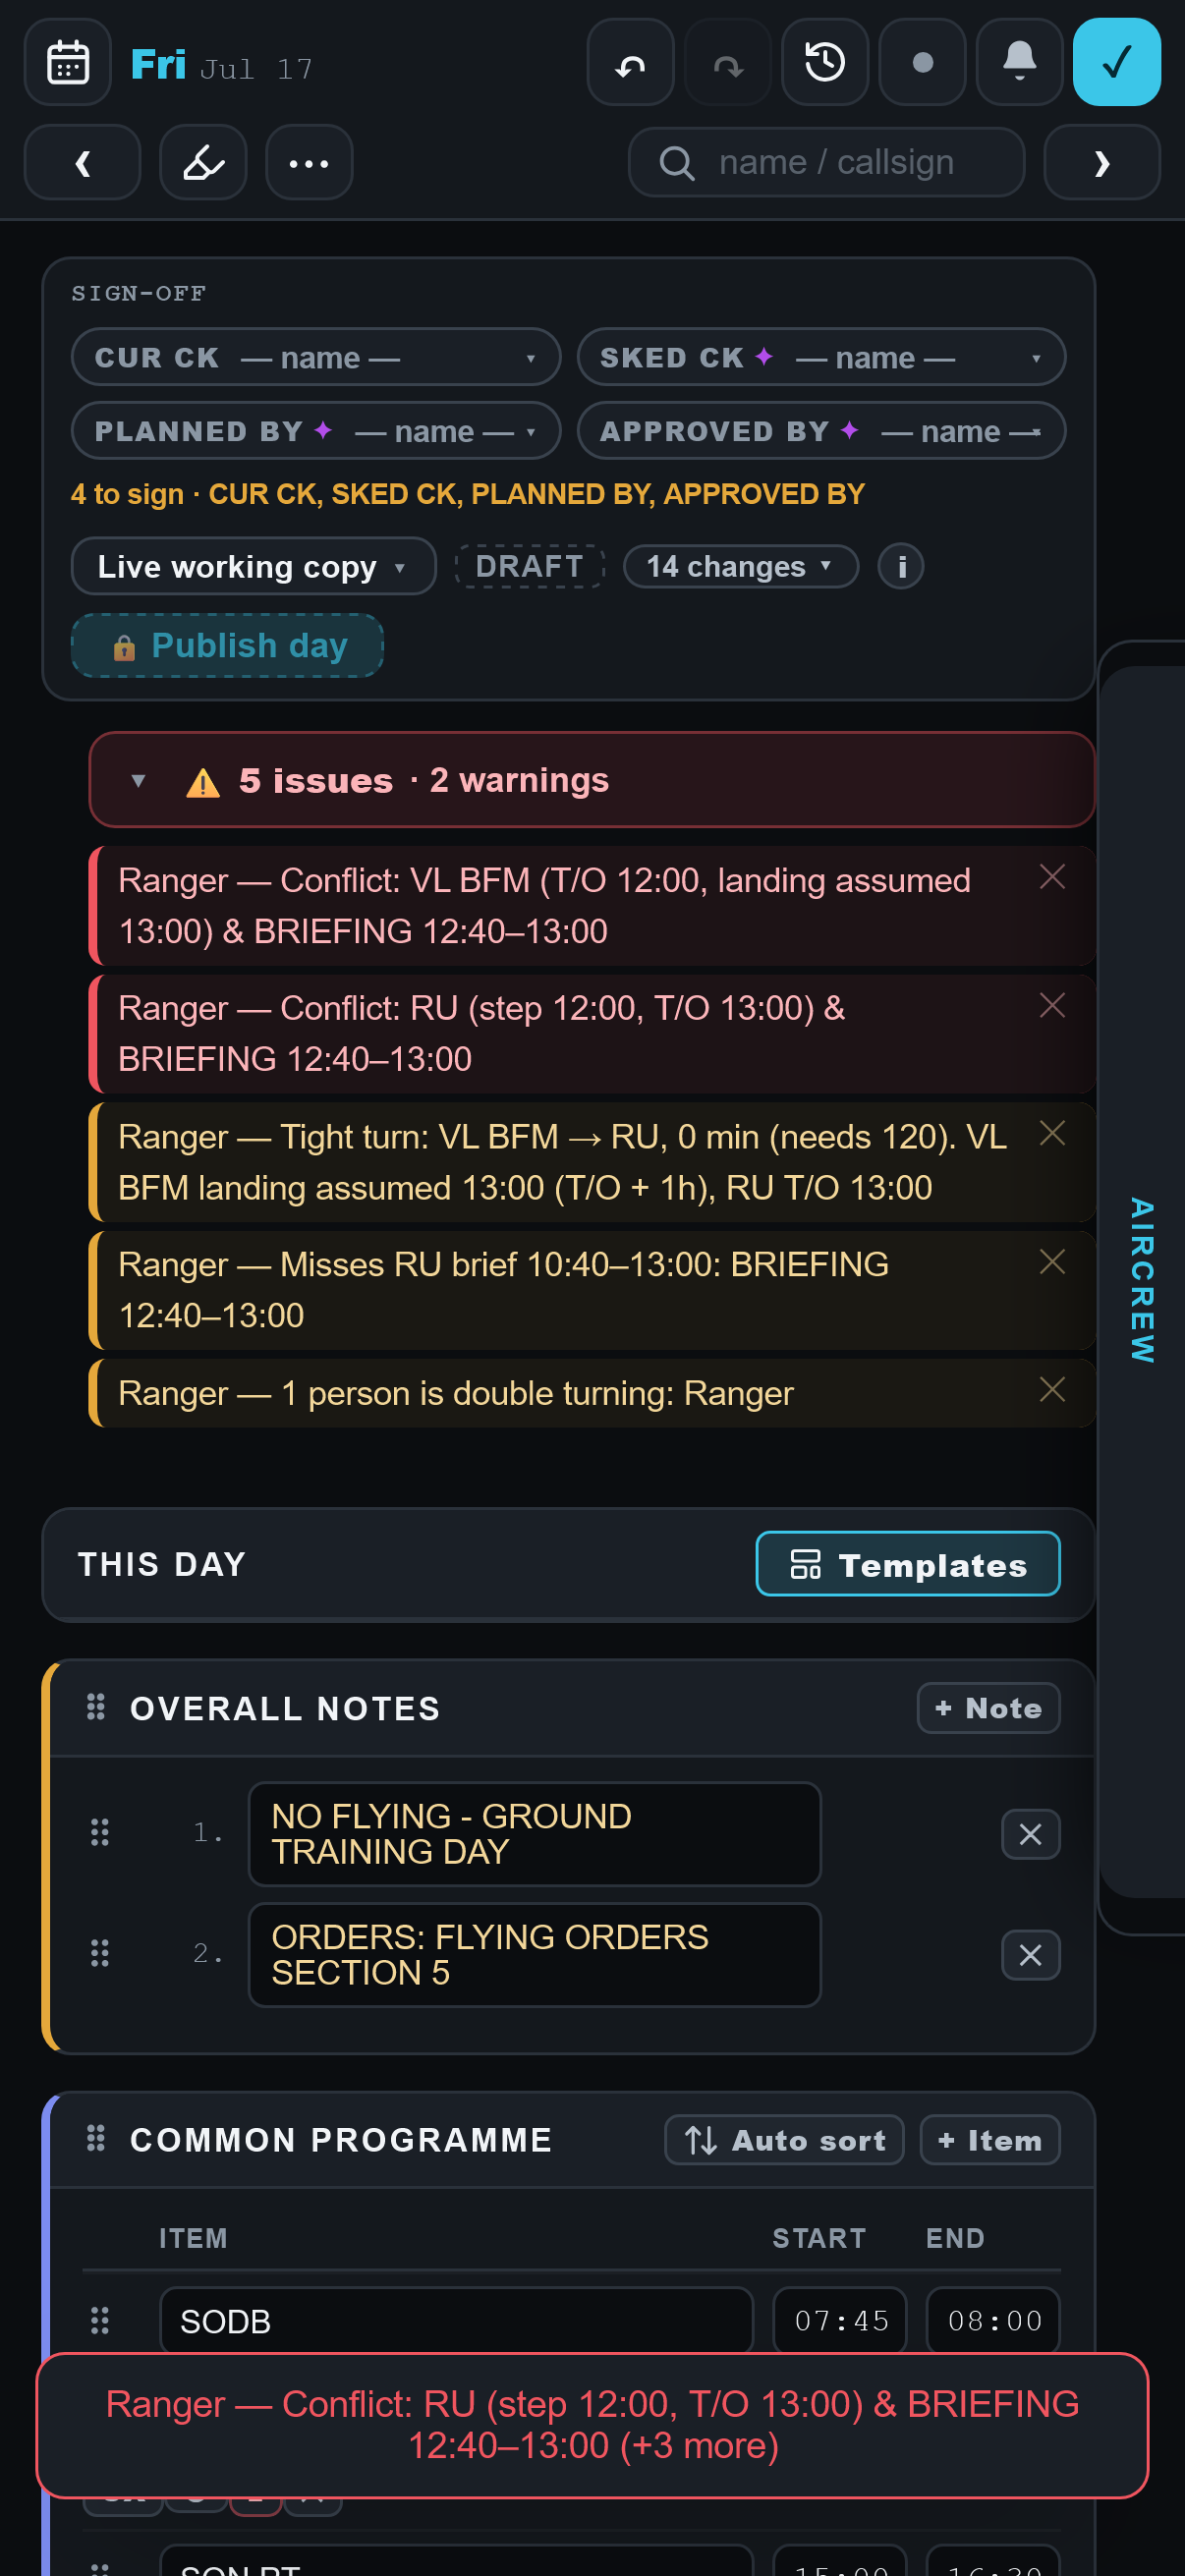 Fri Jul 17
name / callsign
SIGN-OFF
CUR CK — name —
SKED CK — name —
PLANNED BY — name —
APPROVED BY — name —
4 to sign · CUR CK, SKED CK, PLANNED BY, APPROVED BY
Live working copy
DRAFT
14 changes
i
Publish day
5 issues · 2 warnings
Ranger — Conflict: VL BFM (T/O 12:00, landing assumed
13:00) & BRIEFING 12:40–13:00
Ranger — Conflict: RU (step 12:00, T/O 13:00) &
BRIEFING 12:40–13:00
Ranger — Tight turn: VL BFM → RU, 0 min (needs 120). VL
BFM landing assumed 13:00 (T/O + 1h), RU T/O 13:00
Ranger — Misses RU brief 10:40–13:00: BRIEFING
12:40–13:00
Ranger — 1 person is double turning: Ranger
AIRCREW
THIS DAY
Templates
OVERALL NOTES
+ Note
1.
NO FLYING - GROUND
TRAINING DAY
2.
ORDERS: FLYING ORDERS
SECTION 5
COMMON PROGRAMME
Auto sort
+ Item
ITEM START END
SODB 07:45 08:00
Ranger — Conflict: RU (step 12:00, T/O 13:00) & BRIEFING
12:40–13:00 (+3 more)